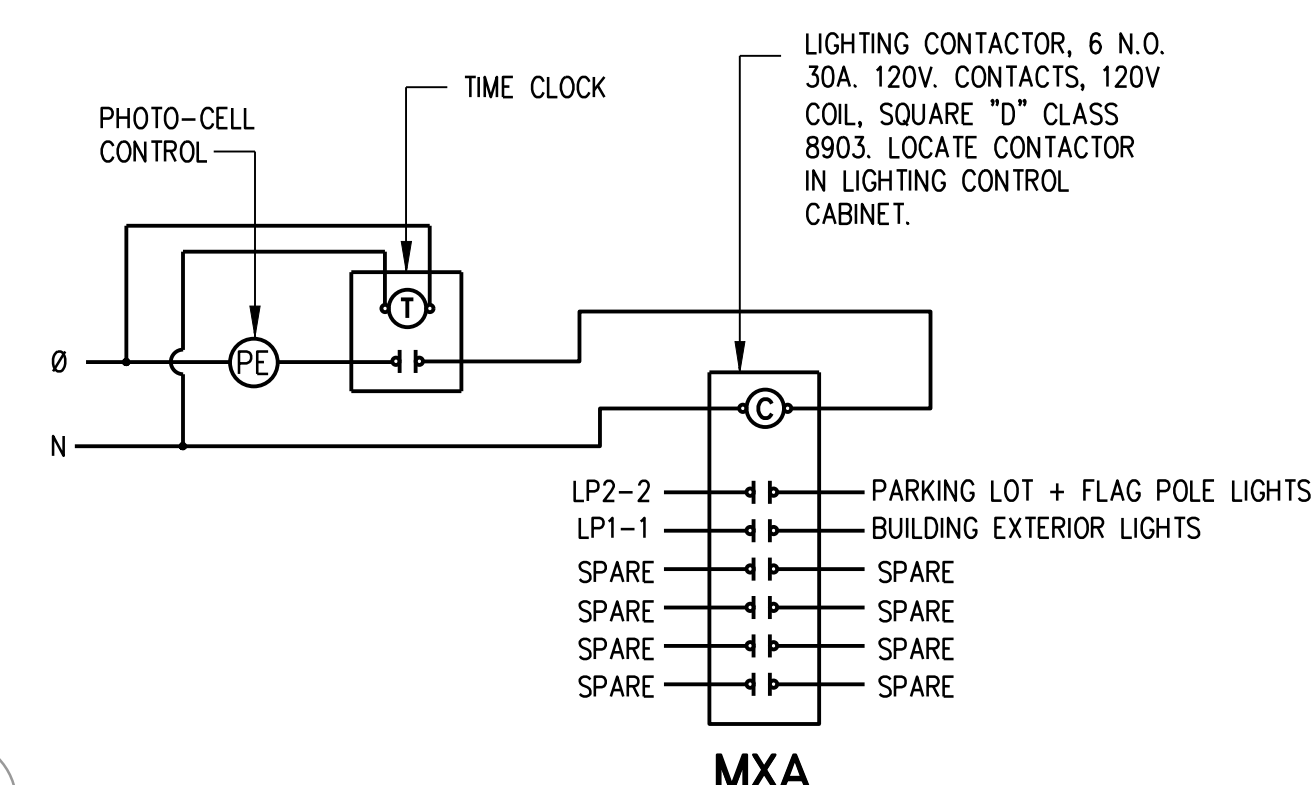 LIGHTING CONTACTOR, 6 N.O.
30A. 120V. CONTACTS, 120V
COIL, SQUARE "D" CLASS
8903. LOCATE CONTACTOR
IN LIGHTING CONTROL
CABINET.
TIME CLOCK
PHOTO-CELL
CONTROL
T
Ø
PE
C
N
LP2-2 PARKING LOT + FLAG POLE LIGHTS
LP1-1 BUILDING EXTERIOR LIGHTS
SPARE SPARE
SPARE SPARE
SPARE SPARE
SPARE SPARE
MXA